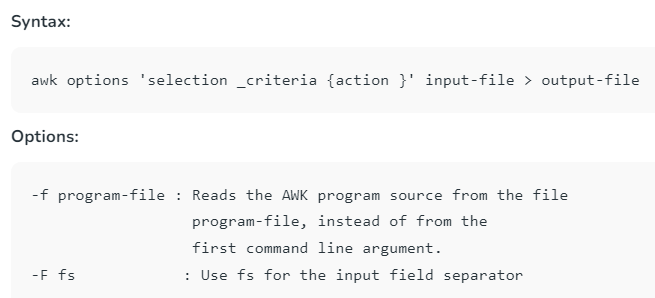 Syntax:
awk options 'selection _criteria {action }' input-file > output-file
Options:
-f program-file : Reads the AWK program source from the file
program-file, instead of from the
first command line argument.
-F fs : Use fs for the input field separator